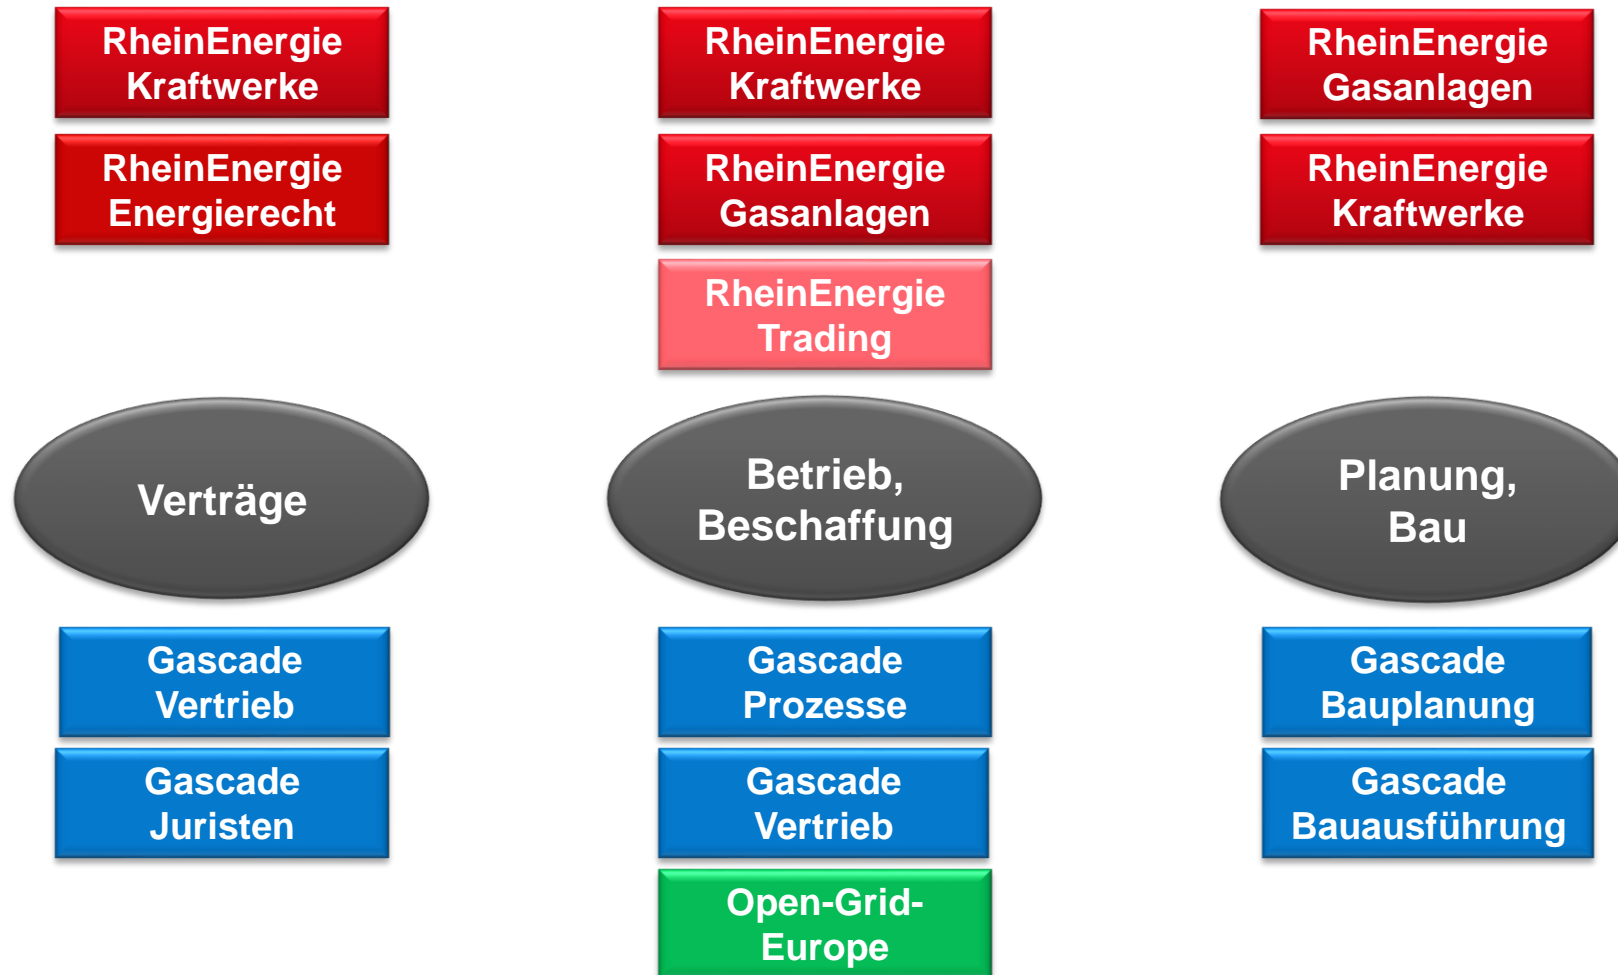 RheinEnergie
Kraftwerke
RheinEnergie
Energierecht
Verträge
Gascade
Vertrieb
Gascade
Juristen
RheinEnergie
Kraftwerke
RheinEnergie
Gasanlagen
RheinEnergie
Trading
Betrieb,
Beschaffung
Gascade
Prozesse
Gascade
Vertrieb
Open-Grid-
Europe
RheinEnergie
Gasanlagen
RheinEnergie
Kraftwerke
Planung,
Bau
Gascade
Bauplanung
Gascade
Bauausführung